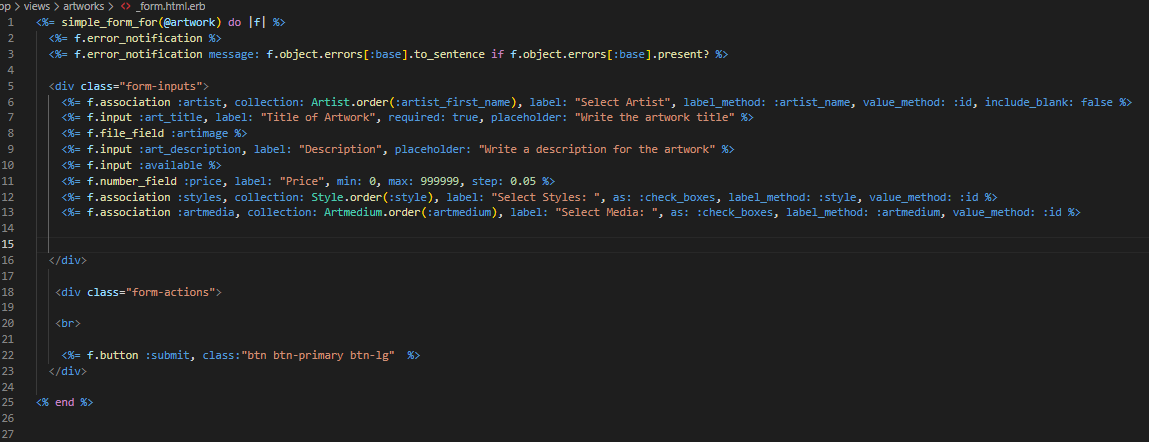 pp > views > artworks > <> _form.html.erb
1 <%= simple_form_for(@artwork) do |f| %>
2 <%= f.error_notification %>
3 <%= f.error_notification message: f.object.errors[:base].to_sentence if f.object.errors[:base].present? %>
4
5 <div class="form-inputs">
6 <%= f.association :artist, collection: Artist.order(:artist_first_name), label: "Select Artist", label_method: :artist_name, value_method: :id, include_blank: false %>
7 <%= f.input :art_title, label: "Title of Artwork", required: true, placeholder: "Write the artwork title" %>
8 <%= f.file_field :artimage %>
9 <%= f.input :art_description, label: "Description", placeholder: "Write a description for the artwork" %>
10 <%= f.input :available %>
11 <%= f.number_field :price, label: "Price", min: 0, max: 999999, step: 0.05 %>
12 <%= f.association :styles, collection: Style.order(:style), label: "Select Styles: ", as: :check_boxes, label_method: :style, value_method: :id %>
13 <%= f.association :artmedia, collection: Artmedium.order(:artmedium), label: "Select Media: ", as: :check_boxes, label_method: :artmedium, value_method: :id %>
14
15
16 </div>
17
18 <div class="form-actions">
19
20 <br>
21
22 <%= f.button :submit, class:"btn btn-primary btn-lg"  %>
23 </div>
24
25 <% end %>
26
27